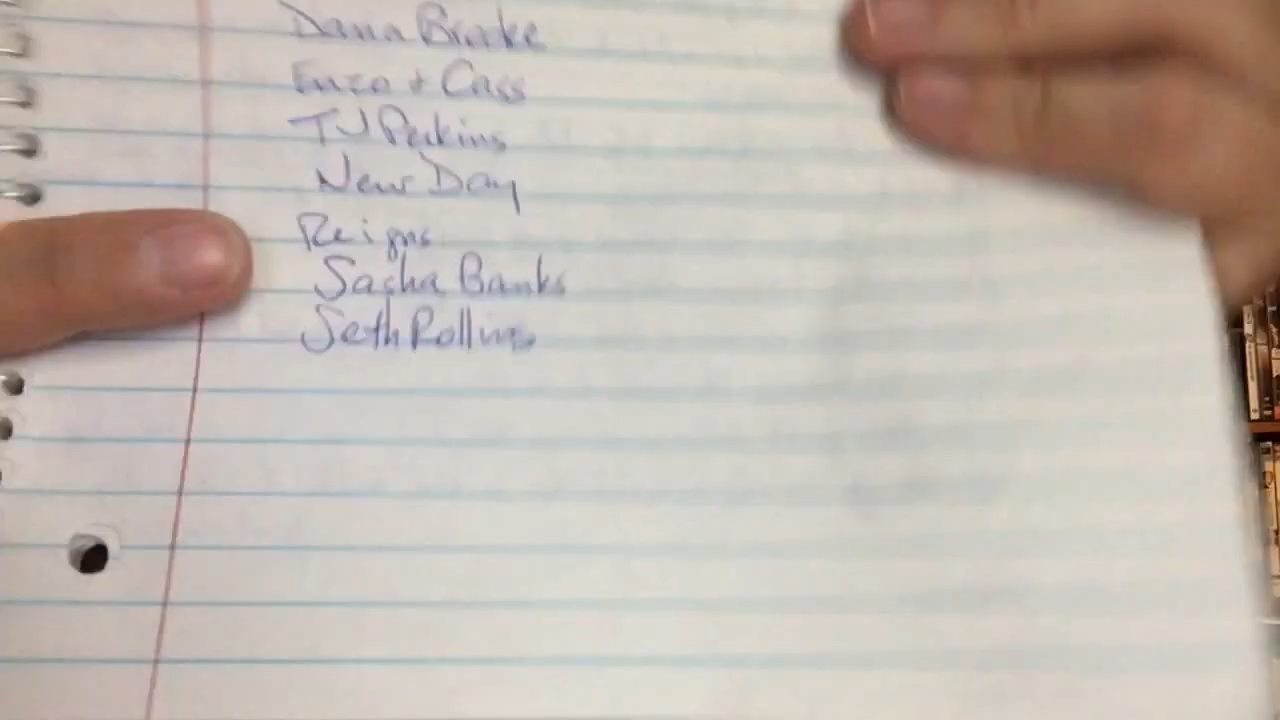 Dana Brooke
Enzo + Cass
TJ Perkins
New Day
Reigns
Sasha Banks
Seth Rollins